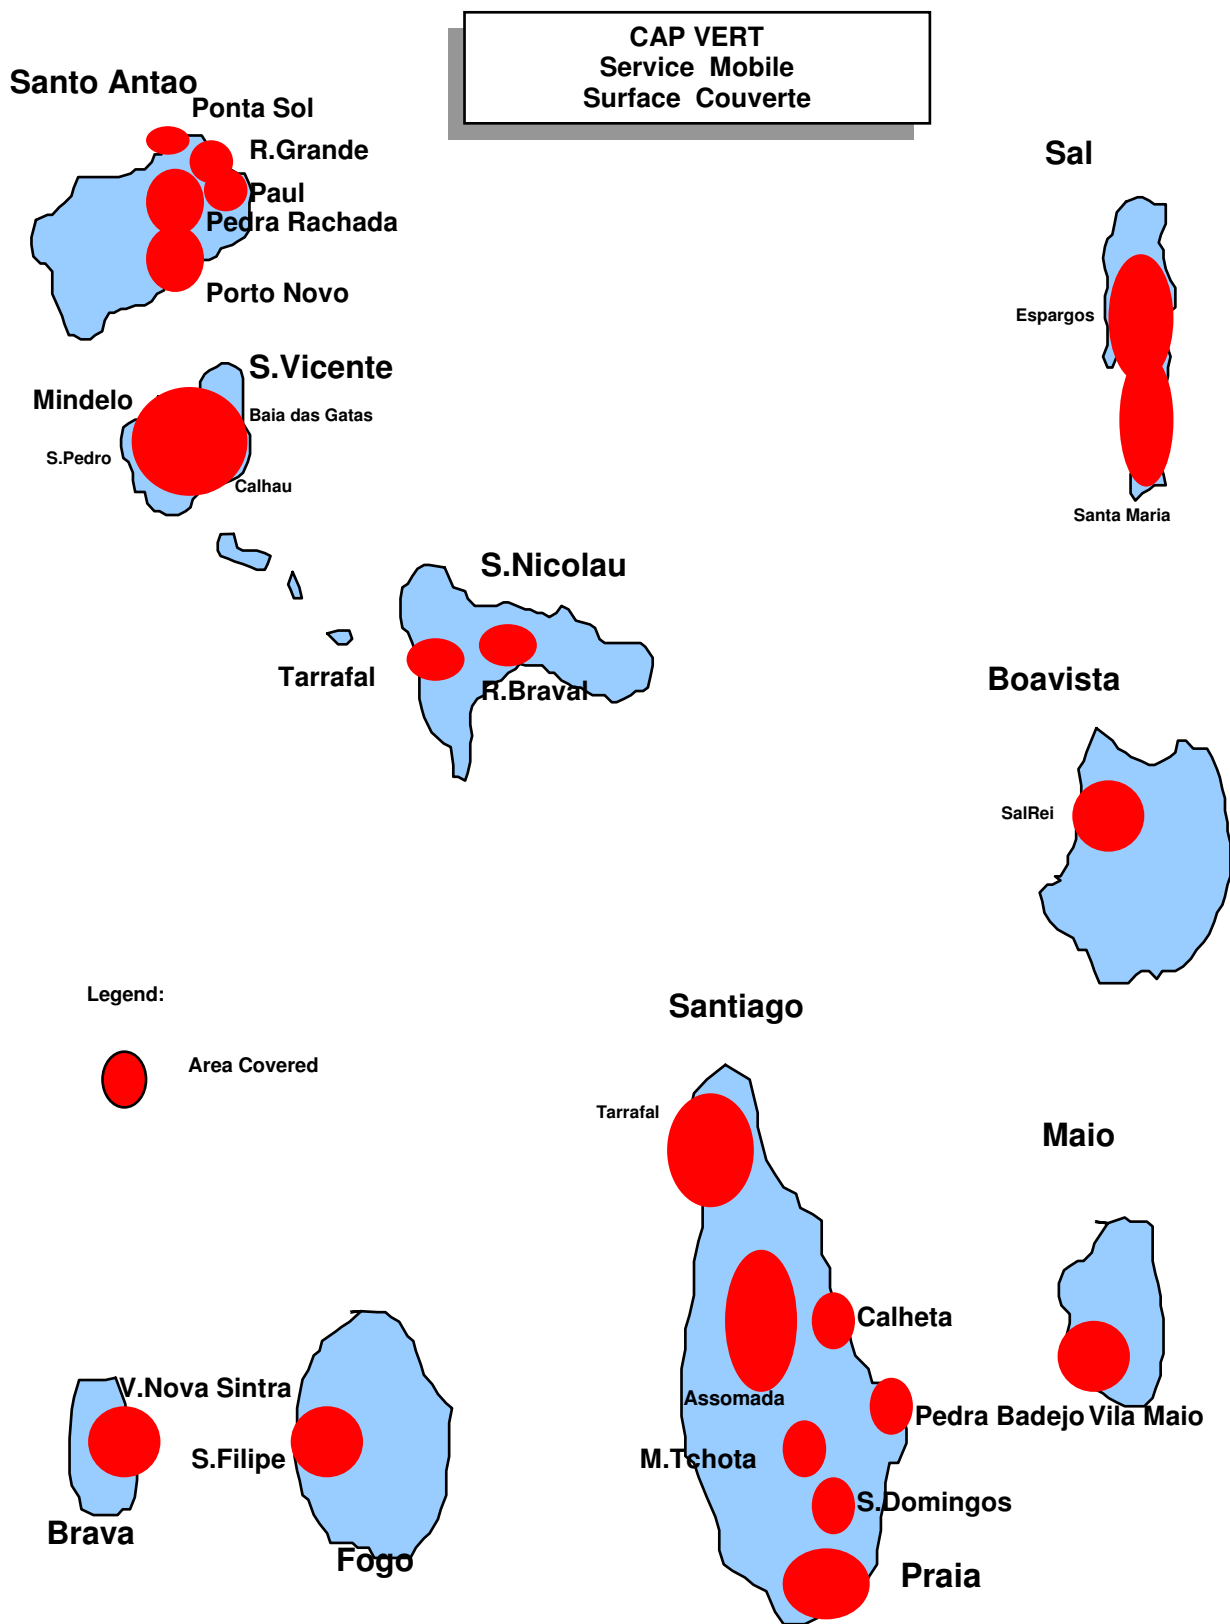 CAP VERT
Service Mobile
Surface Couverte
Santo Antao
Ponta Sol
R.Grande
Paul
Pedra Rachada
Porto Novo
Sal
Espargos
Santa Maria
S.Vicente
Mindelo
Baia das Gatas
S.Pedro
Calhau
S.Nicolau
Tarrafal
R.Braval
Boavista
SalRei
Legend:
Area Covered
Santiago
Tarrafal
Calheta
Assomada
Pedra Badejo
M.Tchota
S.Domingos
Praia
Maio
Vila Maio
V.Nova Sintra
S.Filipe
Brava
Fogo